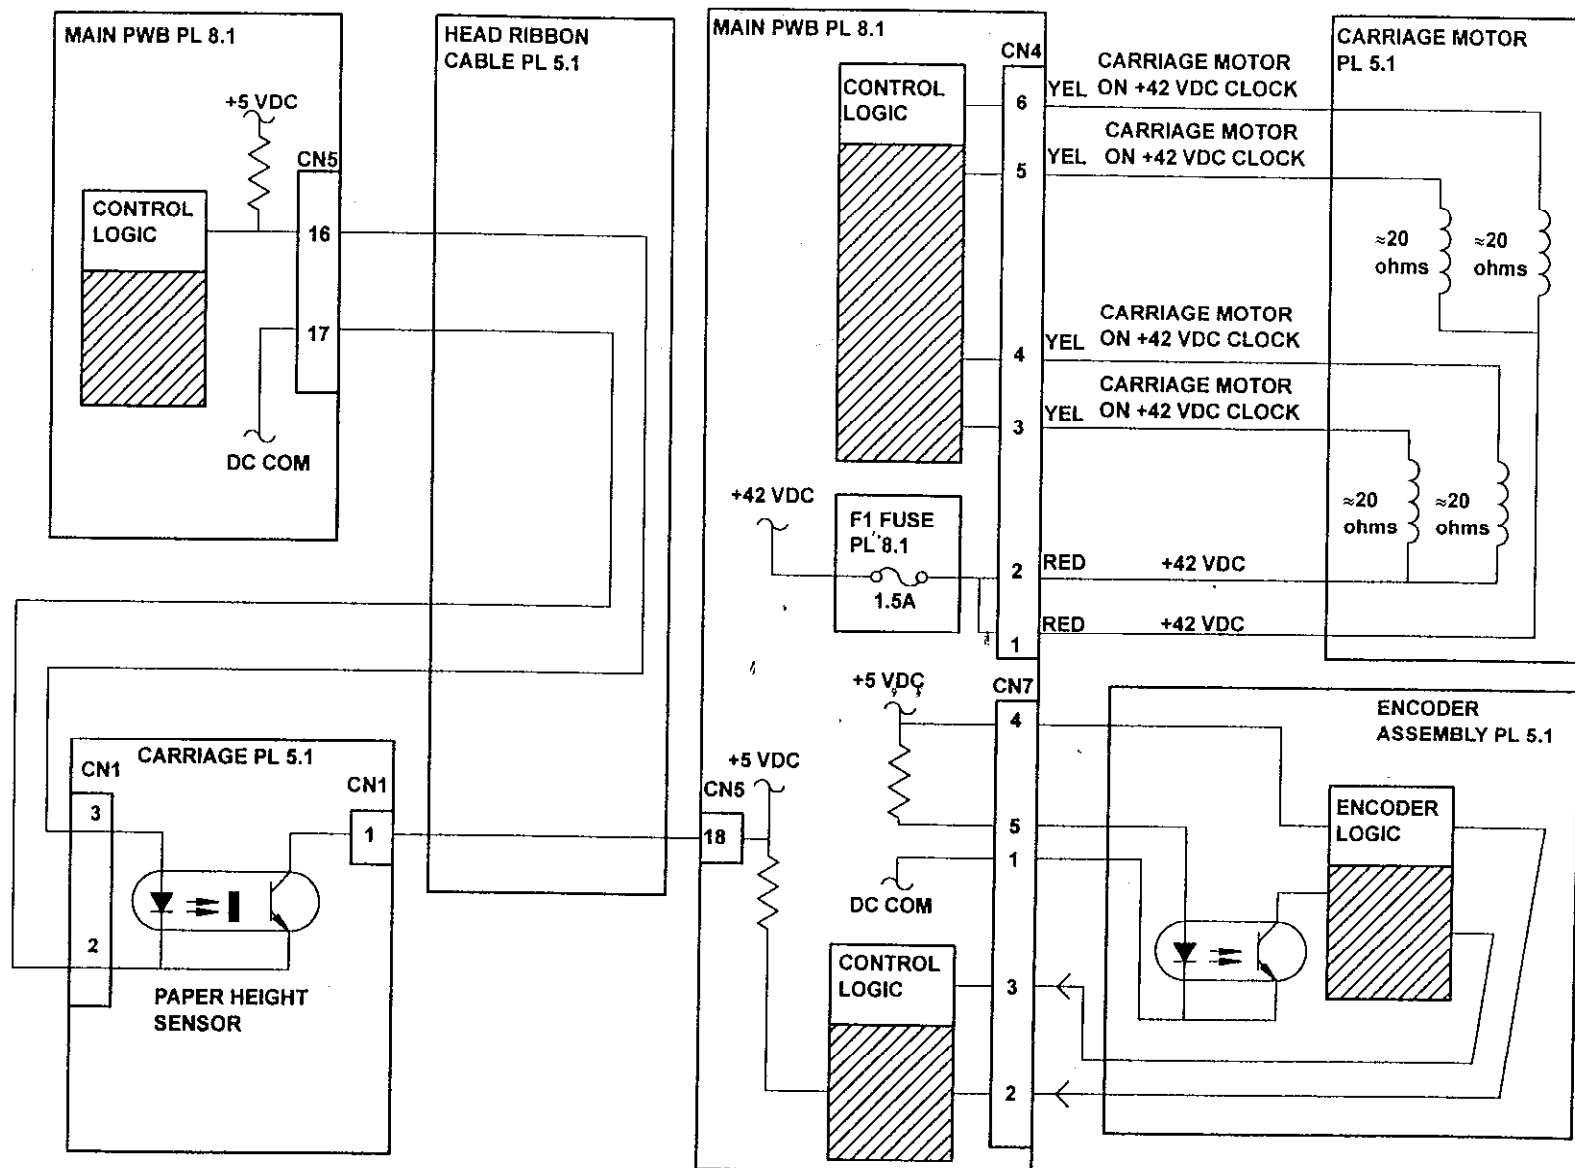 MAIN PWB PL 8.1
+5 VDC
CN5
CONTROL
LOGIC
16
17
DC COM
HEAD RIBBON
CABLE PL 5.1
CARRIAGE PL 5.1
CN1
3
2
CN1
1
PAPER HEIGHT
SENSOR
MAIN PWB PL 8.1
CN4
CONTROL
LOGIC
6
5
4
3
2
1
YEL
CARRIAGE MOTOR
ON +42 VDC CLOCK
YEL
CARRIAGE MOTOR
ON +42 VDC CLOCK
YEL
CARRIAGE MOTOR
ON +42 VDC CLOCK
YEL
CARRIAGE MOTOR
ON +42 VDC CLOCK
RED
+42 VDC
RED
+42 VDC
+42 VDC
F1 FUSE
PL 8.1
1.5A
CARRIAGE MOTOR
PL 5.1
≈20
ohms
≈20
ohms
≈20
ohms
≈20
ohms
+5 VDC
CN7
4
5
1
3
2
+5 VDC
CN5
18
DC COM
CONTROL
LOGIC
ENCODER
ASSEMBLY PL 5.1
ENCODER
LOGIC